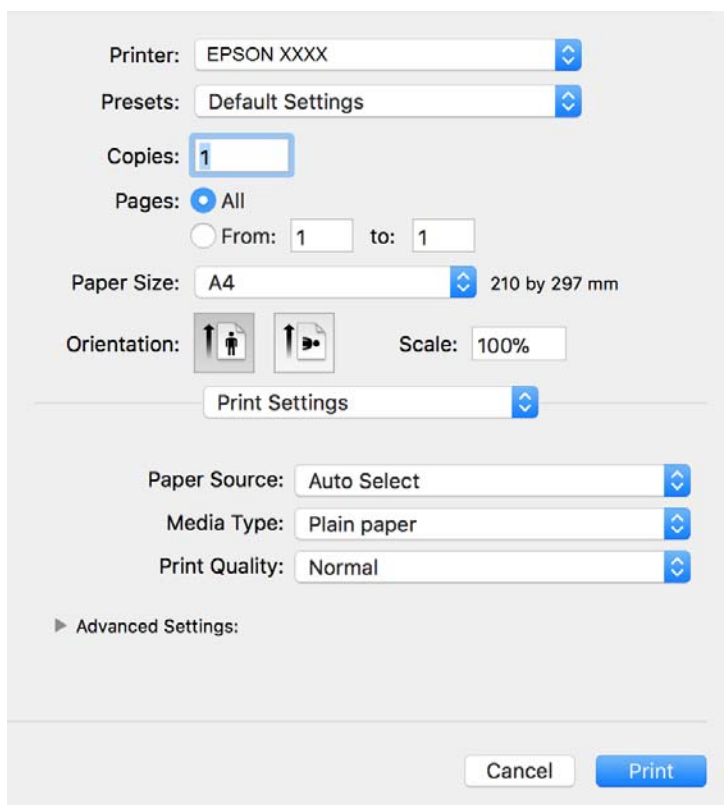 Printer: EPSON XXXX
Presets: Default Settings
Copies: 1
Pages: All
From: 1 to: 1
Paper Size: A4 210 by 297 mm
Orientation: Scale: 100%
Print Settings
Paper Source: Auto Select
Media Type: Plain paper
Print Quality: Normal
Advanced Settings:
Cancel Print